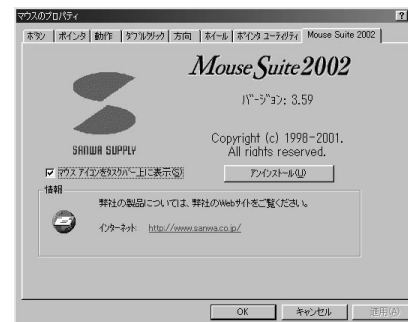 マウスのプロパティ
ボタン ポインタ 動作 ダブルクリック 方向 ホイール ポインタ ユーティリティ Mouse Suite 2002
Mouse Suite 2002
バージョン: 3.59
SANWA SUPPLY
Copyright (c) 1998-2001.
All rights reserved.
マウス アイコンをタスクバー上に表示(S)
アンインストール(U)
情報
弊社の製品については、弊社のWebサイトをご覧ください。
インターネット: http://www.sanwa.co.jp/
OK キャンセル 適用(A)